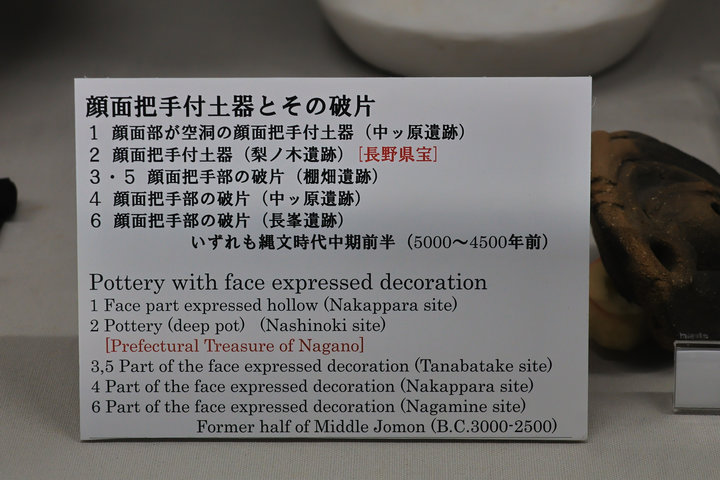 顔面把手付土器とその破片
1 顔面部が空洞の顔面把手付土器（中ッ原遺跡）
2 顔面把手付土器（梨ノ木遺跡）[長野県宝]
3・5 顔面把手部の破片（棚畑遺跡）
4 顔面把手部の破片（中ッ原遺跡）
6 顔面把手部の破片（長峯遺跡）
いずれも縄文時代中期前半（5000〜4500年前）
Pottery with face expressed decoration
1 Face part expressed hollow (Nakappara site)
2 Pottery (deep pot) (Nashinoki site)
[Prefectural Treasure of Nagano]
3,5 Part of the face expressed decoration (Tanabatake site)
4 Part of the face expressed decoration (Nakappara site)
6 Part of the face expressed decoration (Nagamine site)
Former half of Middle Jomon (B.C.3000-2500)